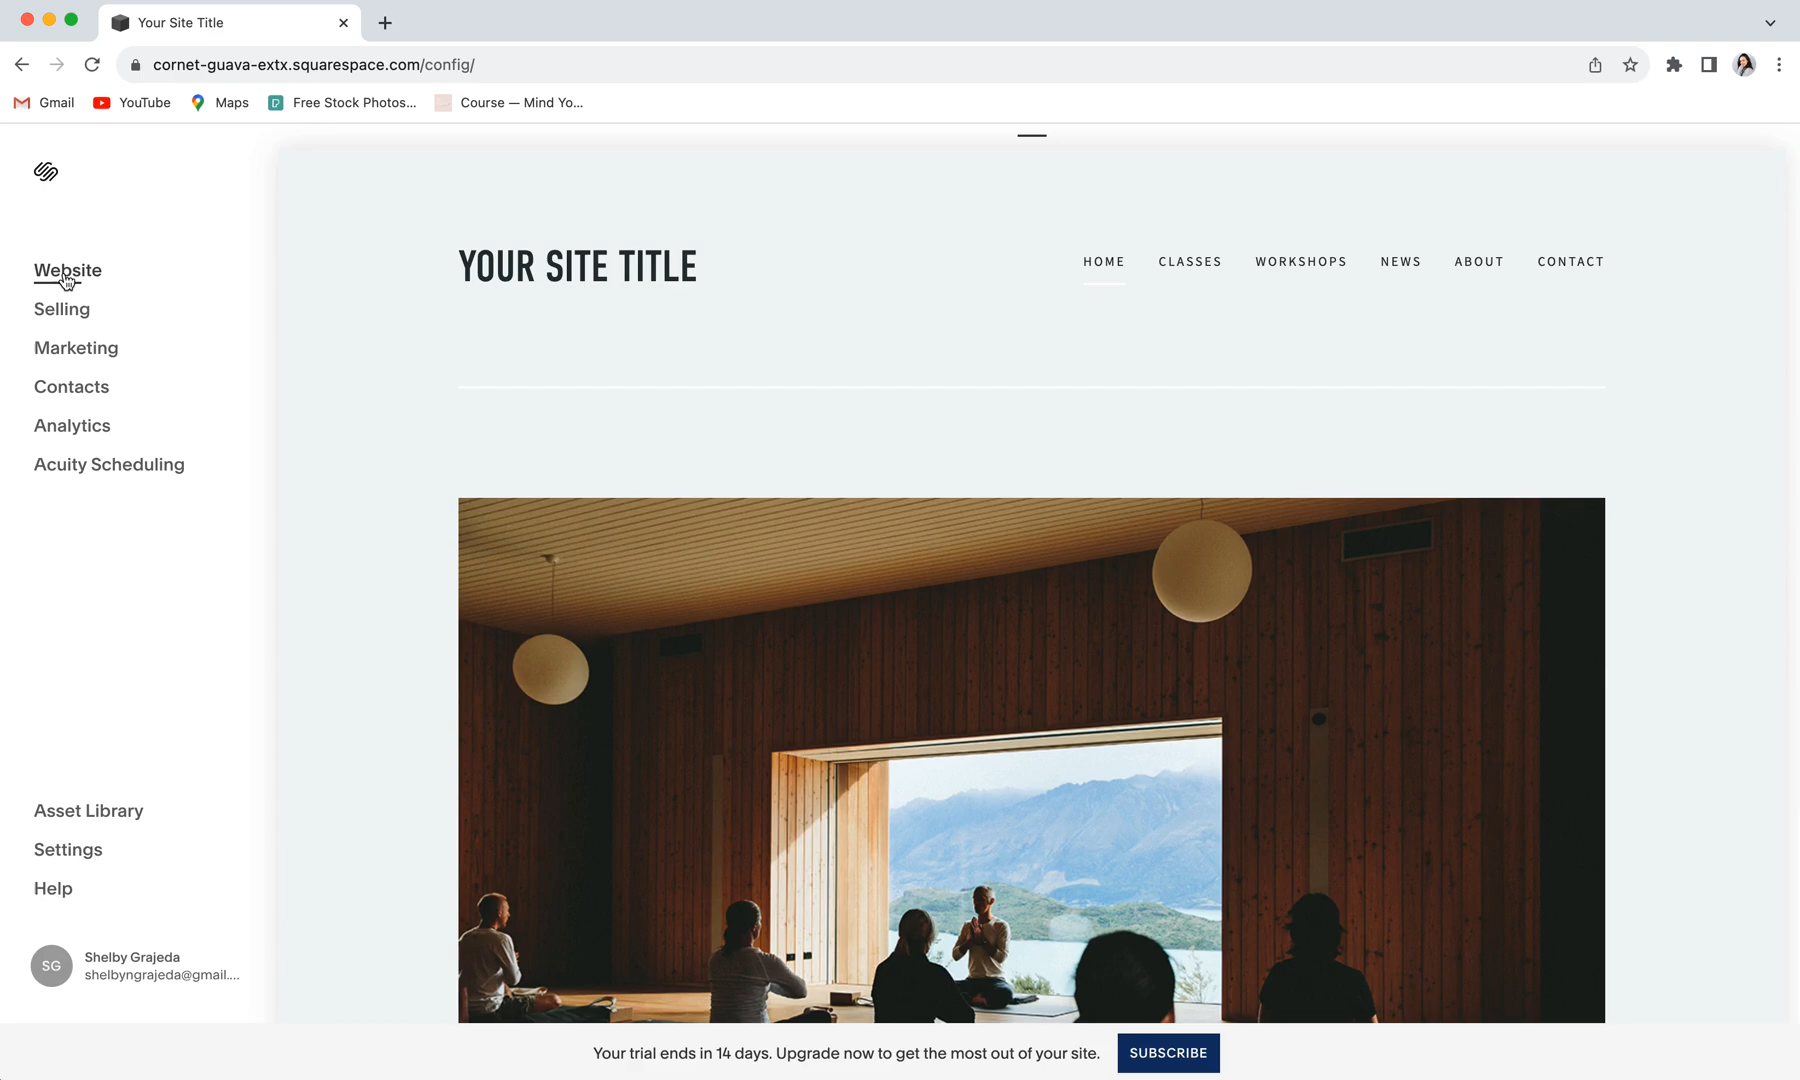 Your Site Title
cornet-guava-extx.squarespace.com/config/
Gmail
YouTube
Maps
Free Stock Photos...
Course — Mind Yo...
Website
Selling
Marketing
Contacts
Analytics
Acuity Scheduling
Asset Library
Settings
Help
SG
Shelby Grajeda
shelbyngrajeda@gmail....
YOUR SITE TITLE
HOME CLASSES WORKSHOPS NEWS ABOUT CONTACT
Your trial ends in 14 days. Upgrade now to get the most out of your site. SUBSCRIBE